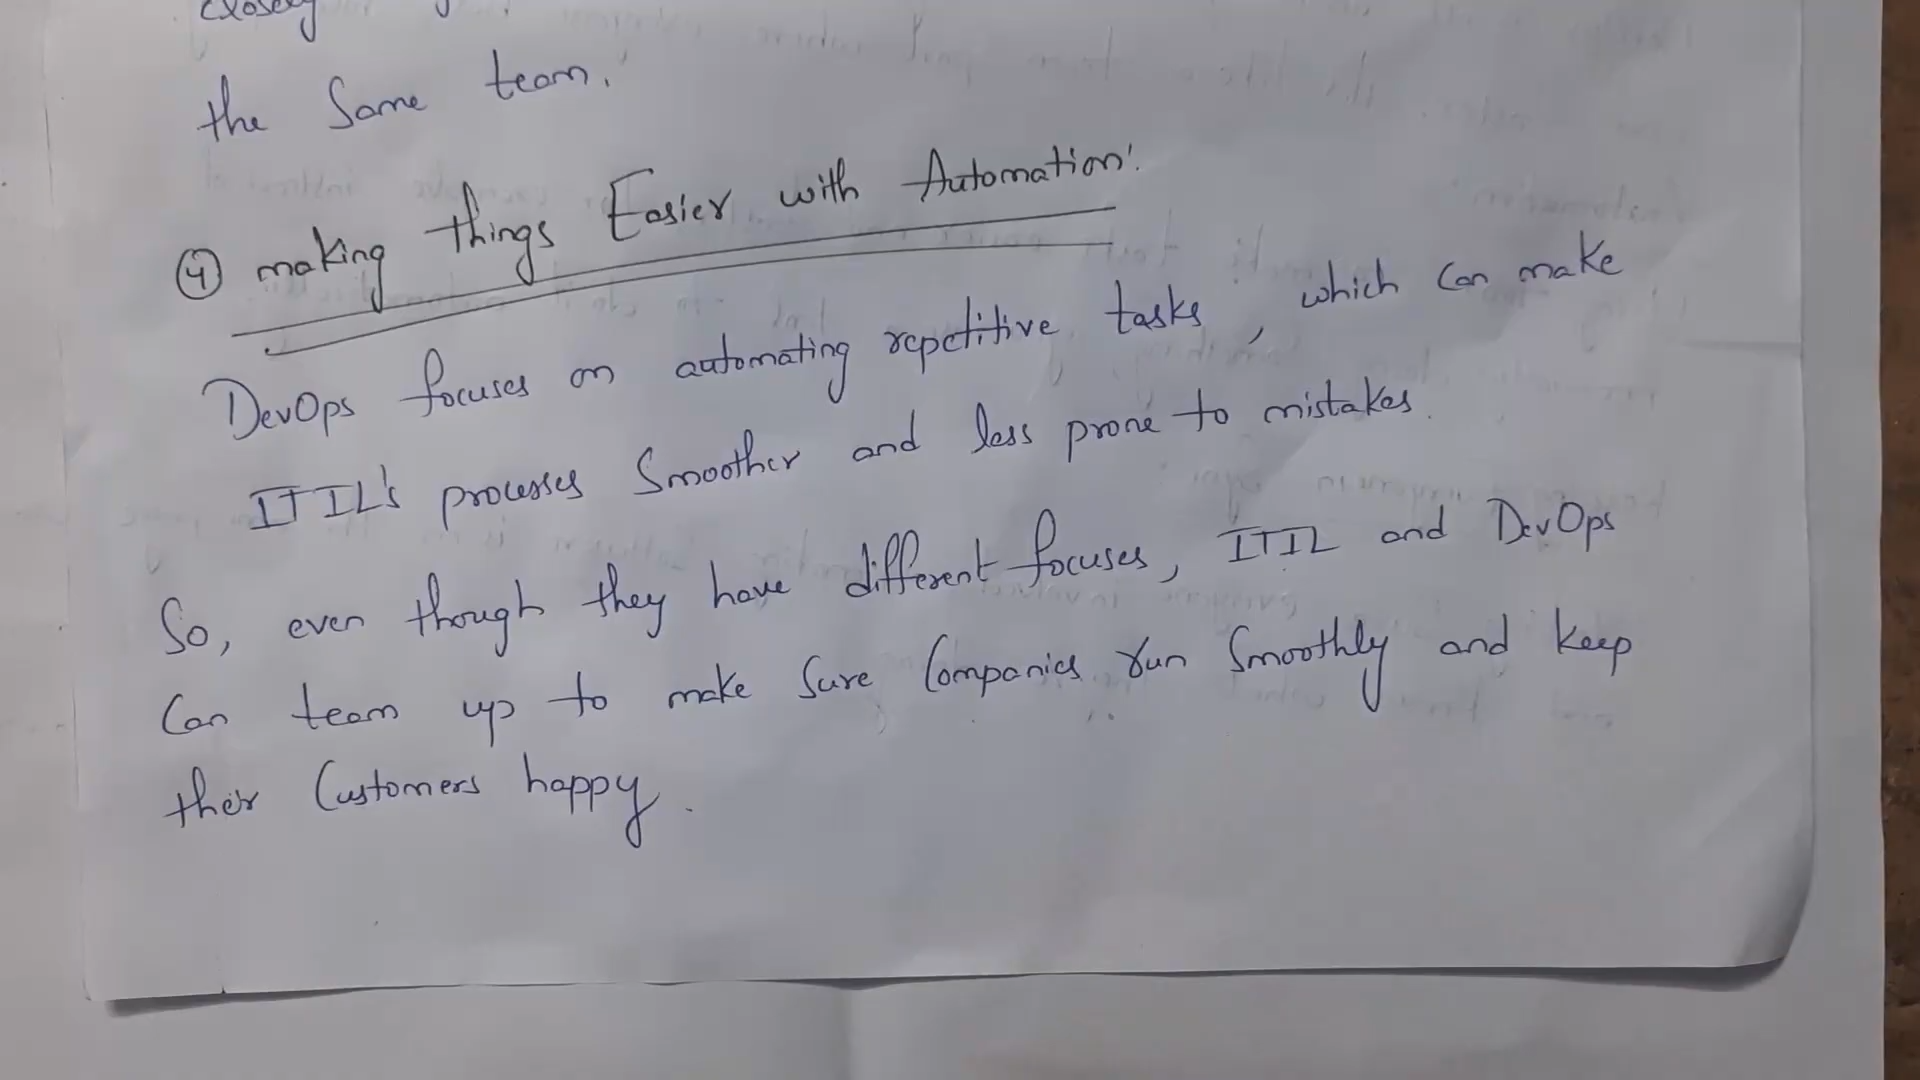 closely
the Same team.
④ making things Easier with Automation:
DevOps focuses on automating repetitive tasks, which can make
ITIL's processes Smoother and less prone to mistakes.
So, even though they have different focuses, ITIL and DevOps
Can team up to make Sure Companies run Smoothly and keep
their Customers happy.